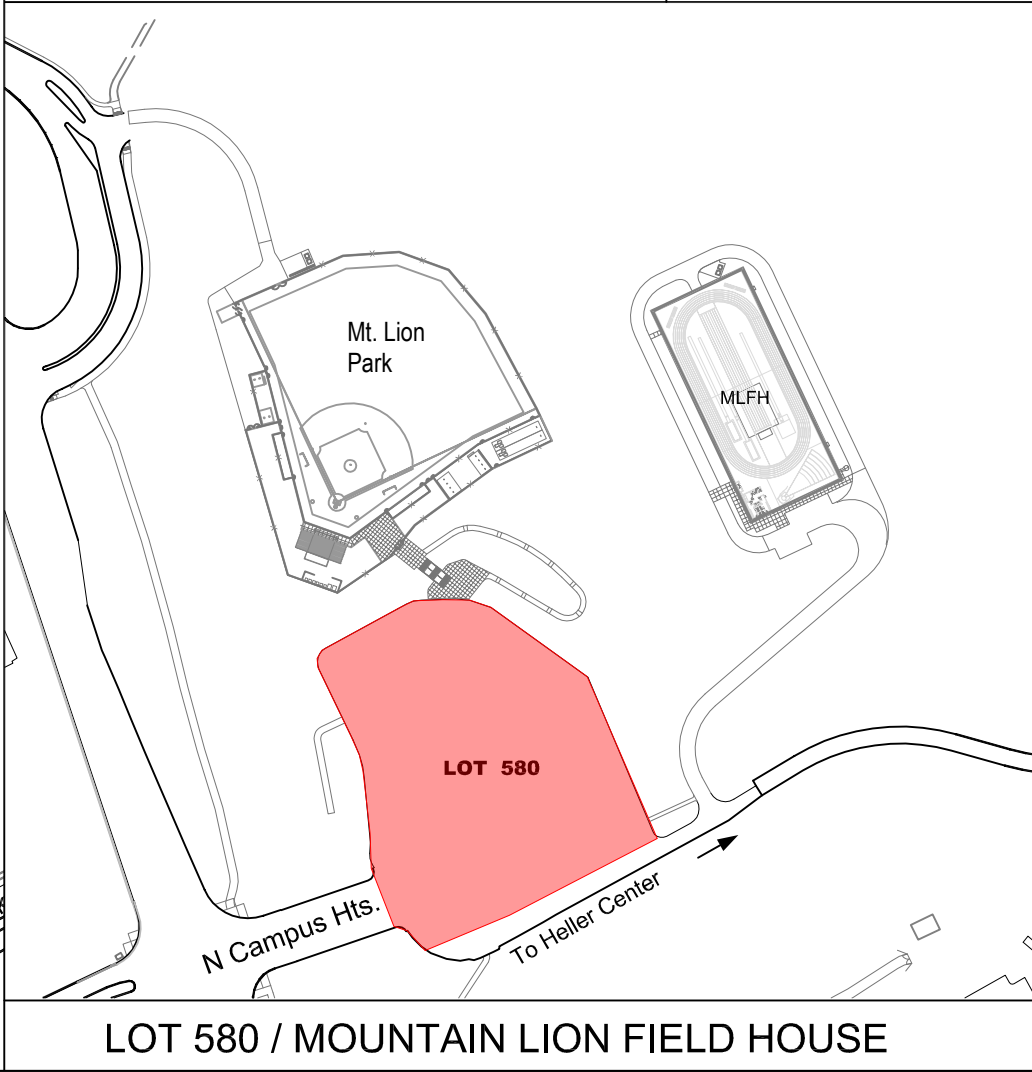 Mt. Lion
Park
MLFH
LOT 580
N Campus Hts.
To Heller Center
LOT 580 / MOUNTAIN LION FIELD HOUSE